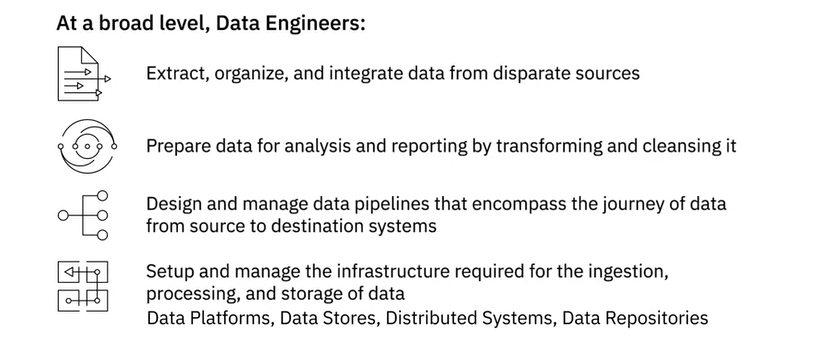 At a broad level, Data Engineers:
Extract, organize, and integrate data from disparate sources
Prepare data for analysis and reporting by transforming and cleansing it
Design and manage data pipelines that encompass the journey of data
from source to destination systems
Setup and manage the infrastructure required for the ingestion,
processing, and storage of data
Data Platforms, Data Stores, Distributed Systems, Data Repositories